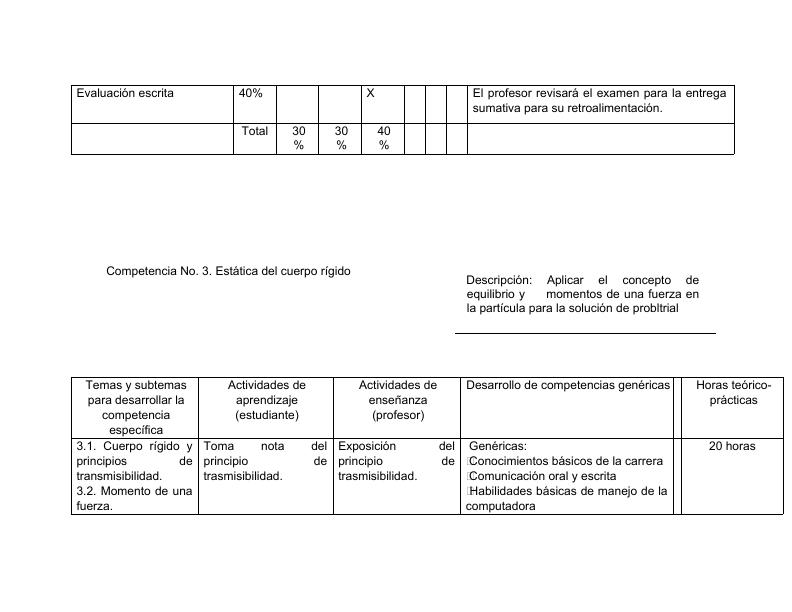 Evaluación escrita 40% X El profesor revisará el examen para la entrega
sumativa para su retroalimentación.
Total 30 30 40
% % %
Competencia No. 3. Estática del cuerpo rígido
Descripción: Aplicar el concepto de
equilibrio y momentos de una fuerza en
la partícula para la solución de probltrial
Temas y subtemas
para desarrollar la
competencia
específica
Actividades de
aprendizaje
(estudiante)
Actividades de
enseñanza
(profesor)
Desarrollo de competencias genéricas
Horas teórico-
prácticas
3.1. Cuerpo rígido y
principios de
transmisibilidad.
3.2. Momento de una
fuerza.
Toma nota del
principio de
trasmisibilidad.
Exposición del
principio de
trasmisibilidad.
Genéricas:
Conocimientos básicos de la carrera
Comunicación oral y escrita
Habilidades básicas de manejo de la
computadora
20 horas